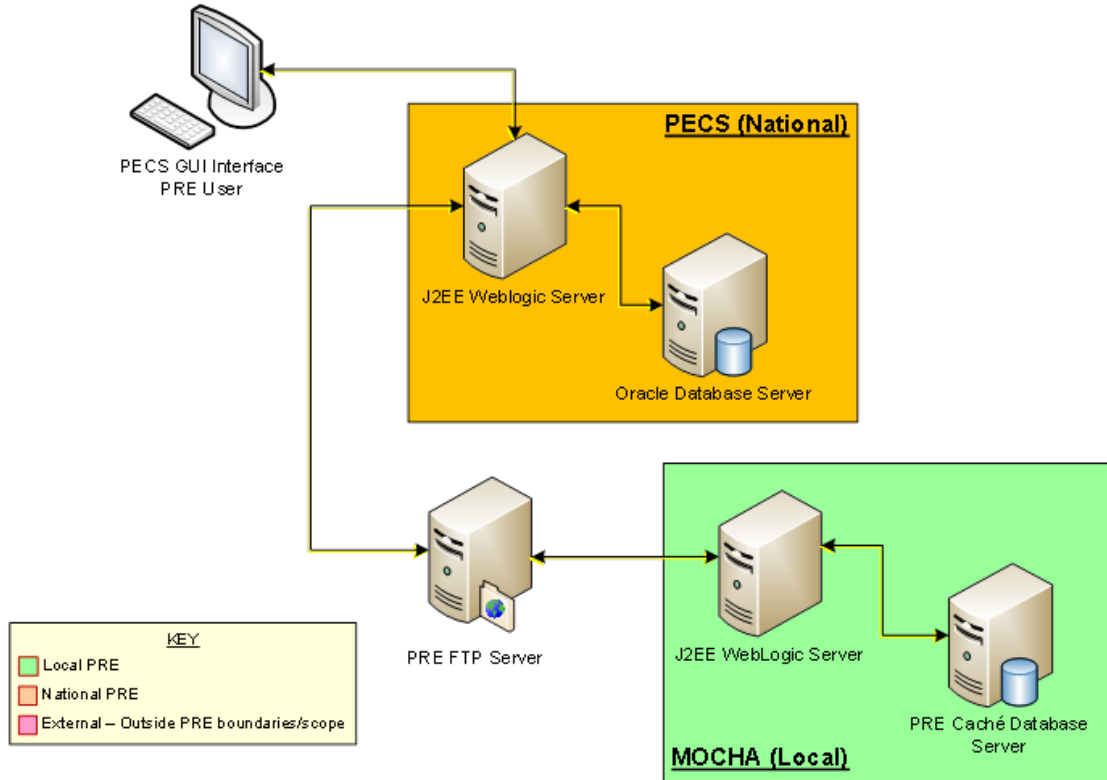 PECS (National)
PECS GUI Interface
PRE User
J2EE Weblogic Server
Oracle Database Server
PRE FTP Server
J2EE WebLogic Server
PRE Caché Database
Server
MOCHA (Local)
KEY
Local PRE
National PRE
External – Outside PRE boundaries/scope